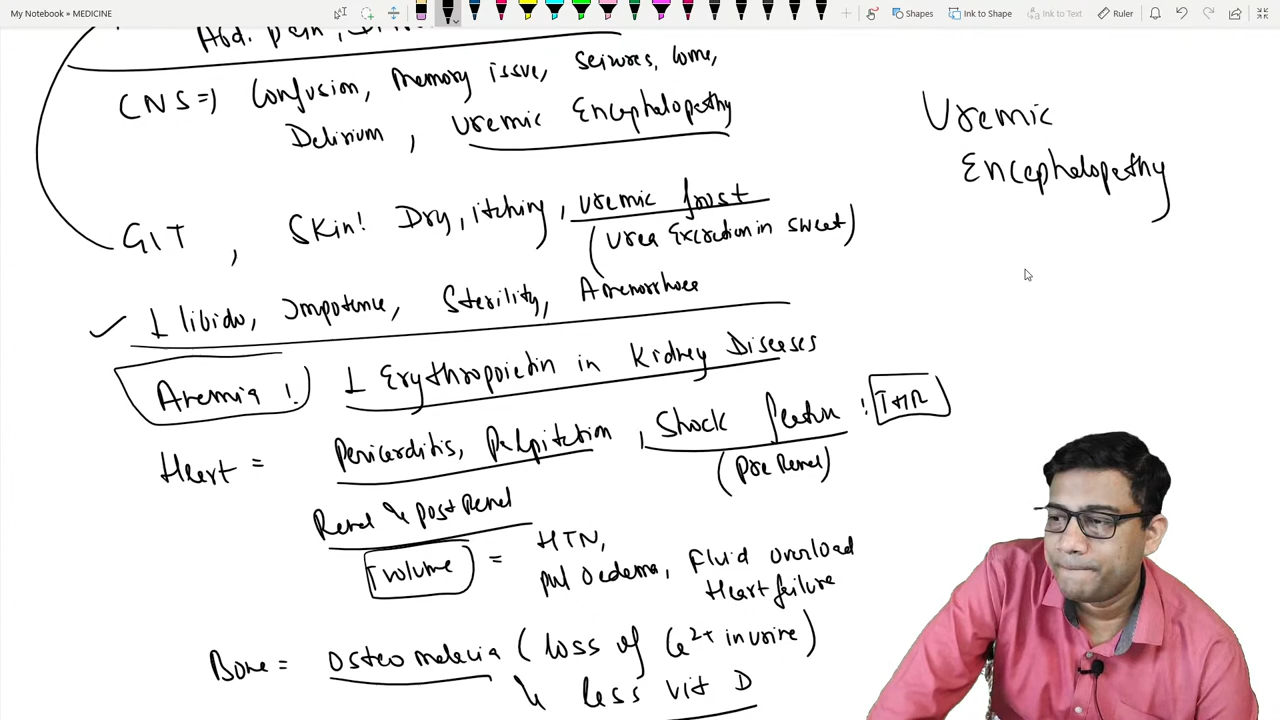 My Notebook » MEDICINE
Shapes
Ink to Shape
Ink to Text
Ruler
Abd. pain,
CNS => Confusion, Memory issue, Seizures, Coma,
Delirium, Uremic Encephalopathy
GIT, Skin! Dry, itching, uremic frost
(Urea Excretion in sweat)
✓ ↓ libido, Impotence, Sterility, Amenorrhoea
Anemia! ↓ Erythropoietin in Kidney Diseases
Heart = Pericarditis, Palpitation, Shock feature : ↑HR
(Pre Renal)
Renal & post Renal
↑ volume = HTN,
pul oedema, Fluid overload
Heart failure
Bone = Osteomalacia (loss of Ca2+ in urine)
& less vit D
Uremic
Encephalopathy